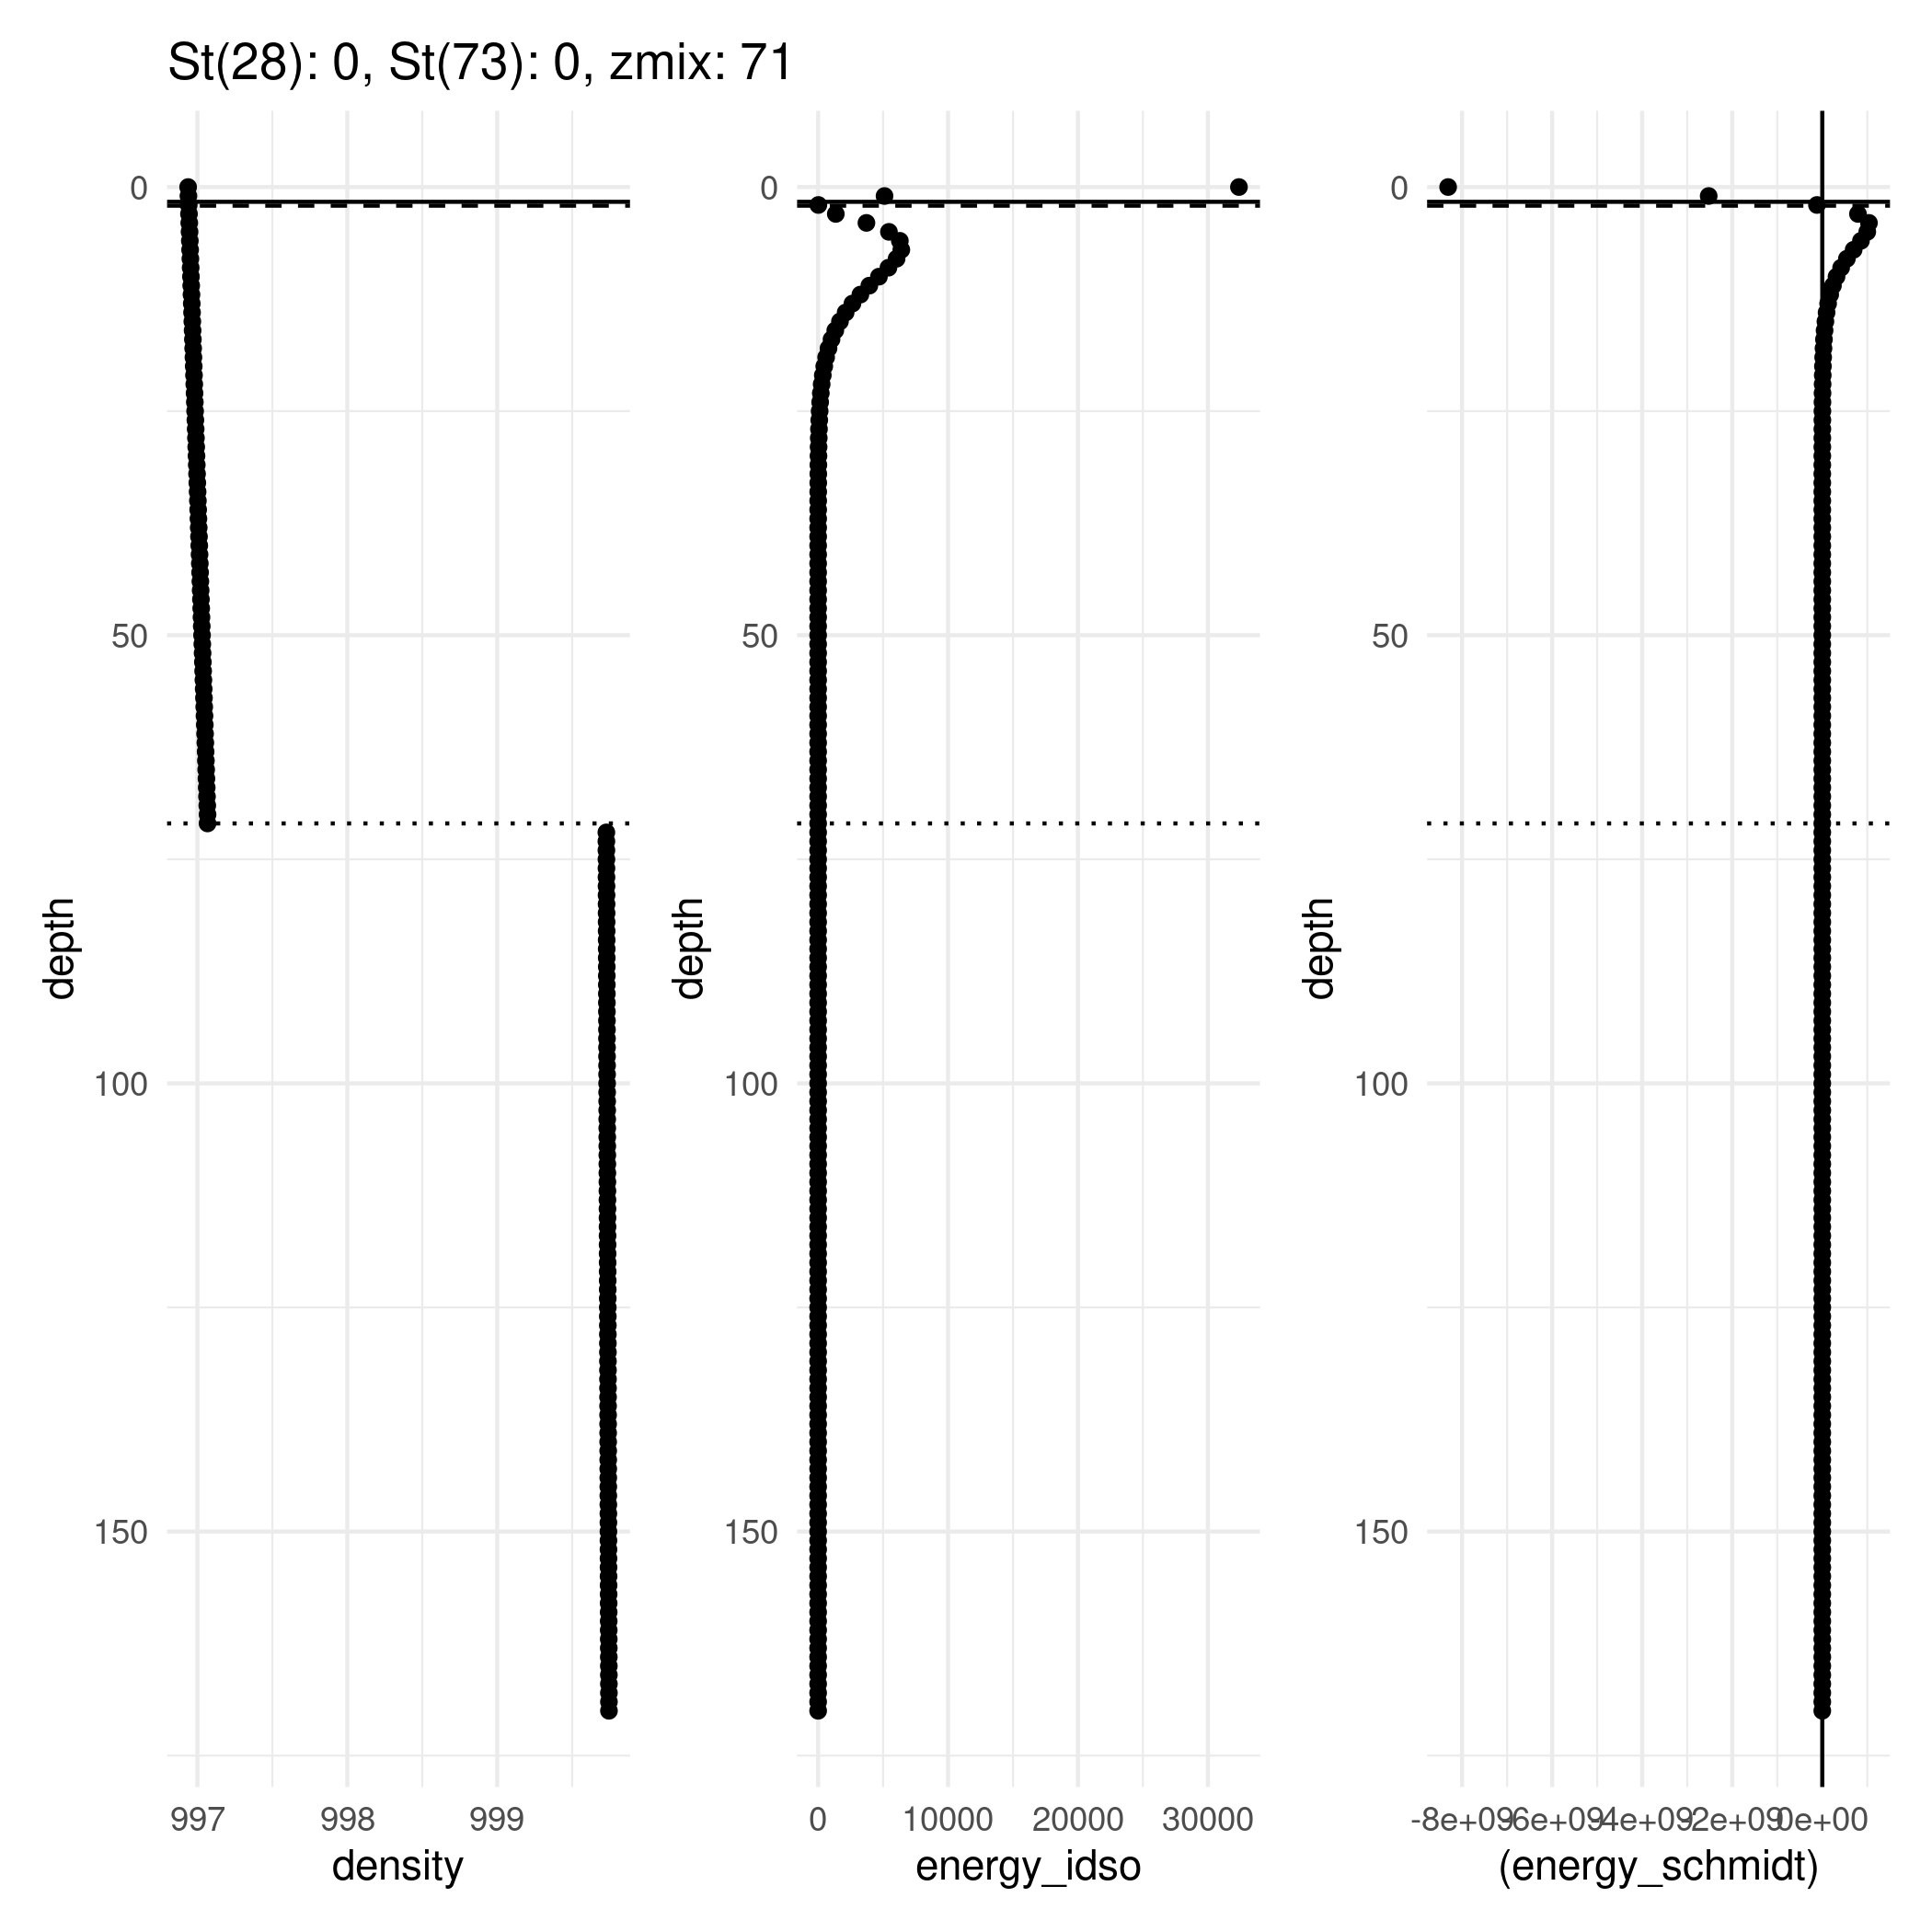 St(28): 0, St(73): 0, zmix: 71
0
50
100
150
depth
997 998 999
density
0
50
100
150
depth
0 10000 20000 30000
energy_idso
0
50
100
150
depth
-8e+09 -6e+09 -4e+09 -2e+09 0e+00
(energy_schmidt)